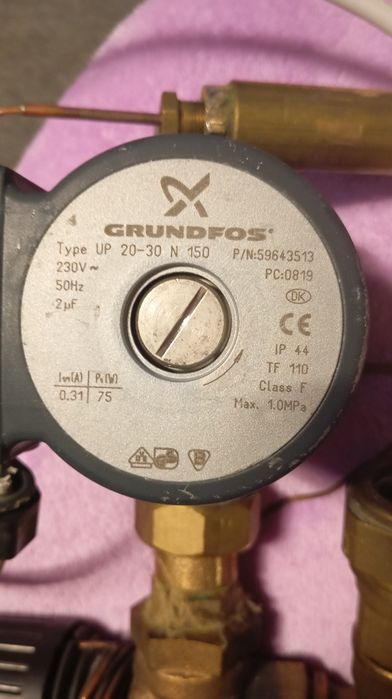 GRUNDFOS
Type UP 20-30 N 150 P/N:59643513
230V~ PC:0819
50Hz
2µF
DK
CE
IP 44
I₁/₁(A) P₁(W) TF 110
0.31 75 Class F
Max. 1.0MPa